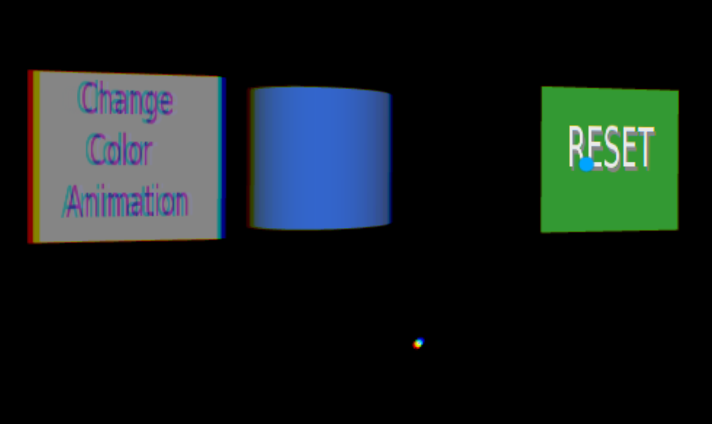 Change
Color
Animation
RESET